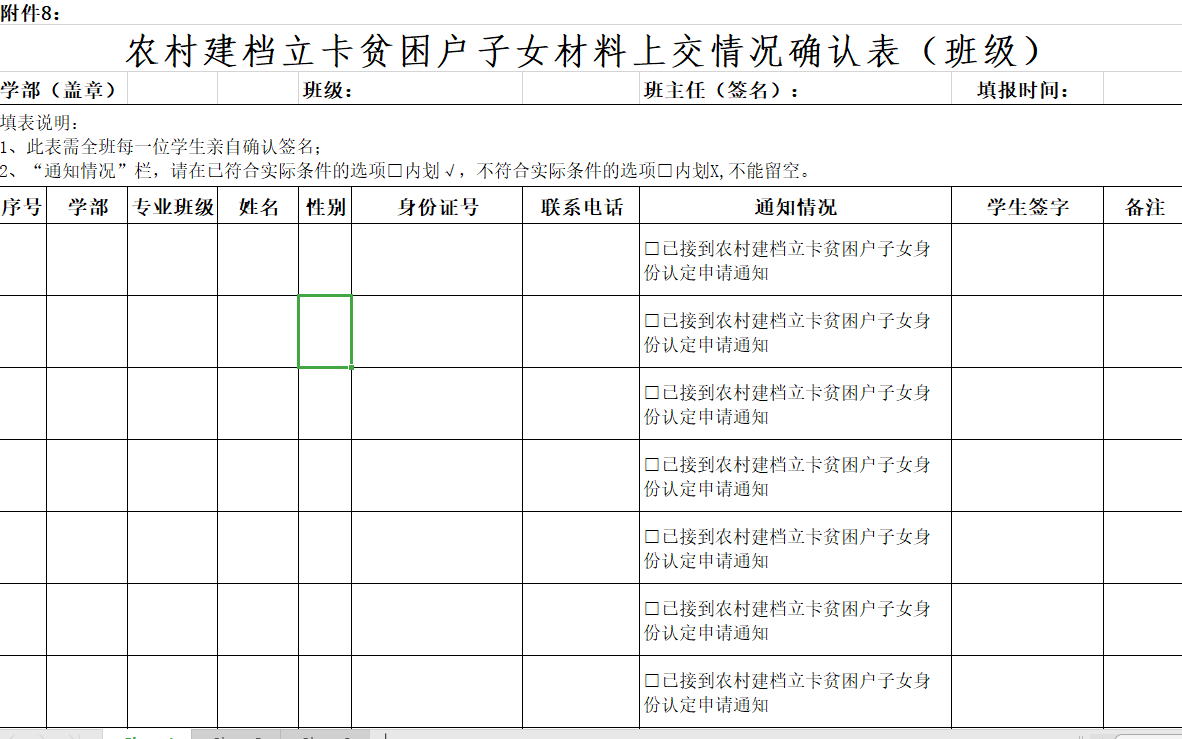 附件8：
农村建档立卡贫困户子女材料上交情况确认表（班级）
学部（盖章） 班级： 班主任（签名）： 填报时间：
填表说明：
1、此表需全班每一位学生亲自确认签名；
2、“通知情况”栏，请在已符合实际条件的选项□内划√，不符合实际条件的选项□内划X,不能留空。
序号 学部 专业班级 姓名 性别 身份证号 联系电话 通知情况 学生签字 备注
□已接到农村建档立卡贫困户子女身
份认定申请通知
□已接到农村建档立卡贫困户子女身
份认定申请通知
□已接到农村建档立卡贫困户子女身
份认定申请通知
□已接到农村建档立卡贫困户子女身
份认定申请通知
□已接到农村建档立卡贫困户子女身
份认定申请通知
□已接到农村建档立卡贫困户子女身
份认定申请通知
□已接到农村建档立卡贫困户子女身
份认定申请通知